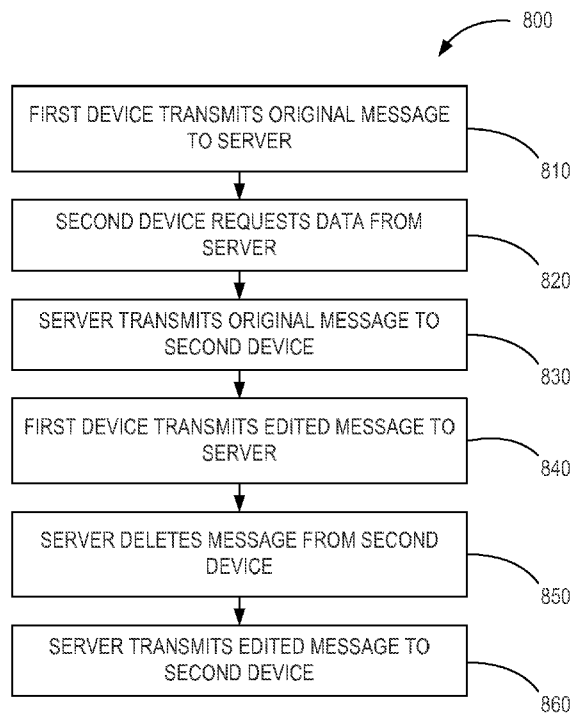 800
FIRST DEVICE TRANSMITS ORIGINAL MESSAGE
TO SERVER
810
SECOND DEVICE REQUESTS DATA FROM
SERVER
820
SERVER TRANSMITS ORIGINAL MESSAGE TO
SECOND DEVICE
830
FIRST DEVICE TRANSMITS EDITED MESSAGE TO
SERVER
840
SERVER DELETES MESSAGE FROM SECOND
DEVICE
850
SERVER TRANSMITS EDITED MESSAGE TO
SECOND DEVICE
860